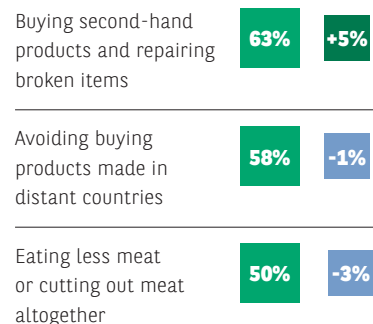 Buying second-hand
products and repairing
broken items
63%
+5%
Avoiding buying
products made in
distant countries
58%
-1%
Eating less meat
or cutting out meat
altogether
50%
-3%